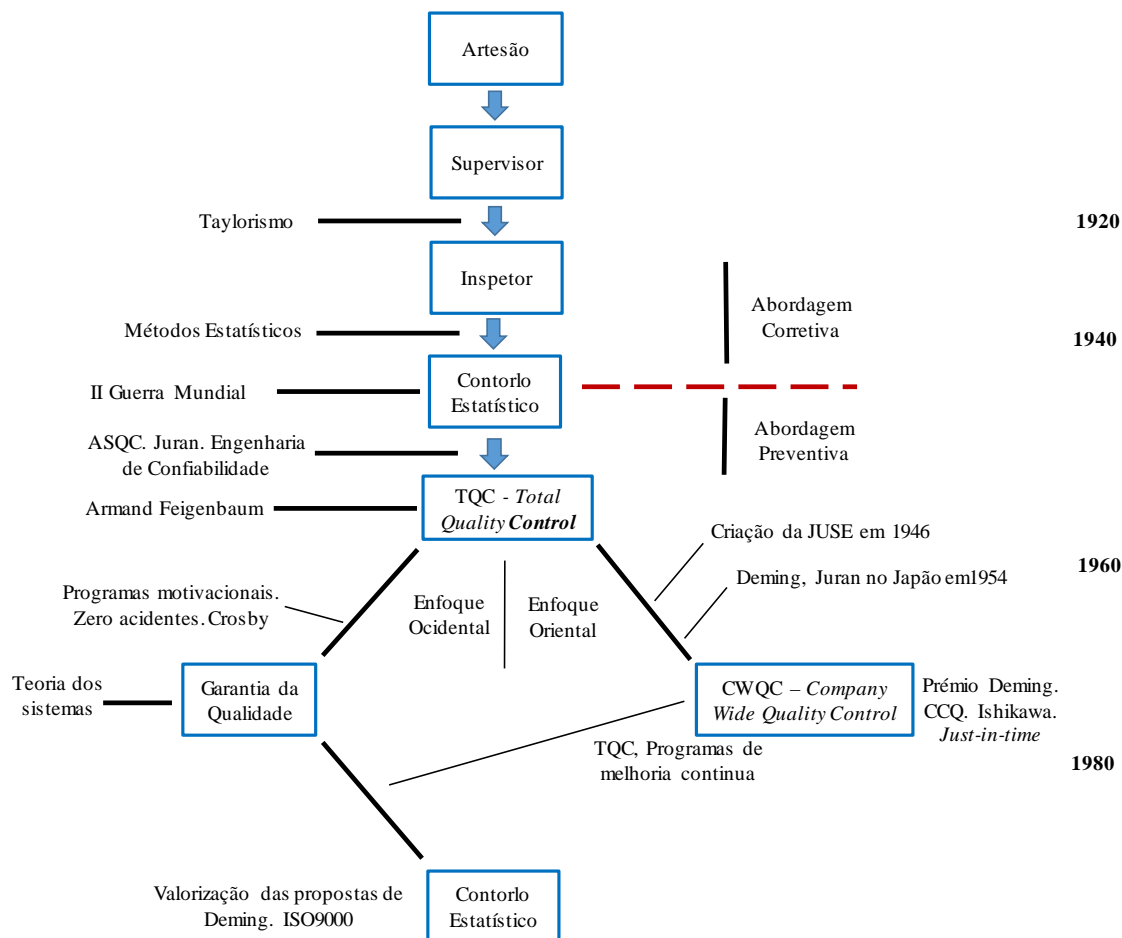 Artesão
Supervisor
Taylorismo
1920
Inspetor
Abordagem
Corretiva
Métodos Estatísticos
1940
Contorlo
Estatístico
II Guerra Mundial
Abordagem
Preventiva
ASQC. Juran. Engenharia
de Confiabilidade
TQC - Total
Quality Control
Armand Feigenbaum
Criação da JUSE em 1946
1960
Deming, Juran no Japão em1954
Programas motivacionais.
Zero acidentes. Crosby
Enfoque
Ocidental
Enfoque
Oriental
Teoria dos
sistemas
Garantia da
Qualidade
CWQC – Company
Wide Quality Control
Prémio Deming.
CCQ. Ishikawa.
Just-in-time
TQC, Programas de
melhoria continua
1980
Valorização das propostas de
Deming. ISO9000
Contorlo
Estatístico